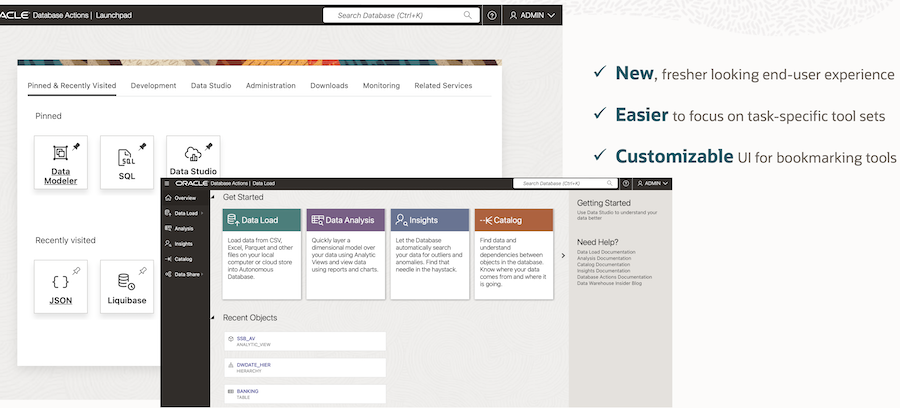 ORACLE Database Actions | Launchpad
Search Database (Ctrl+K)
ADMIN
Pinned & Recently Visited
Development
Data Studio
Administration
Downloads
Monitoring
Related Services
Pinned
Data
Modeler
SQL
SQL
Data Studio
Recently visited
{ }
JSON
Liquibase
ORACLE Database Actions | Data Load
Search Database (Ctrl+K)
ADMIN
Overview
Data Load
Analysis
Insights
Catalog
Data Share
Get Started
Data Load
Load data from CSV,
Excel, Parquet and other
files on your local
computer or cloud store
into Autonomous
Database.
Data Analysis
Quickly layer a
dimensional model over
your data using Analytic
Views and view data
using reports and charts.
Insights
Let the Database
automatically search
your data for outliers and
anomalies. Find that
needle in the haystack.
Catalog
Find data and
understand
dependencies between
objects in the database.
Know where your data
comes from and where it
is going.
Recent Objects
SSB_AV
ANALYTIC_VIEW
DWDATE_HIER
HIERARCHY
BANKING
TABLE
Getting Started
Use Data Studio to understand your
data better
Need Help?
Data Load Documentation
Analysis Documentation
Catalog Documentation
Insights Documentation
Database Actions Documentation
Data Warehouse Insider Blog
✓ New, fresher looking end-user experience
✓ Easier to focus on task-specific tool sets
✓ Customizable UI for bookmarking tools